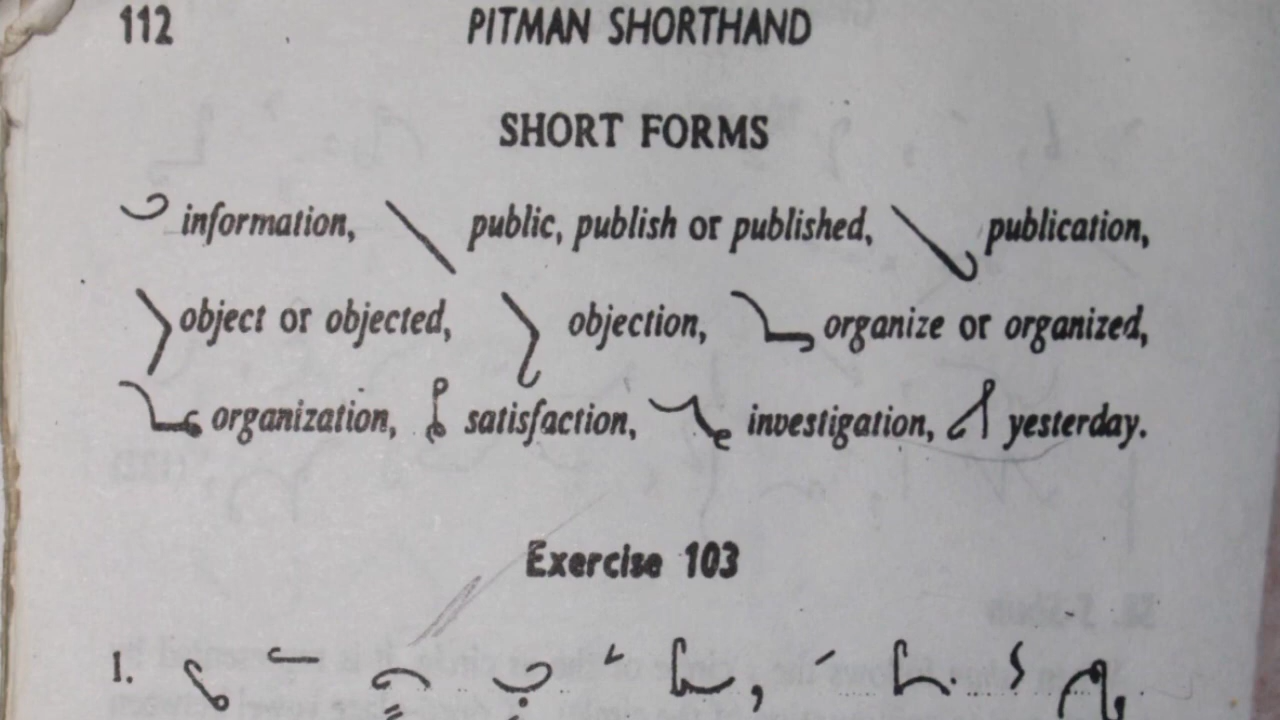 112 PITMAN SHORTHAND
SHORT FORMS
information, public, publish or published, publication,
object or objected, objection, organize or organized,
organization, satisfaction, investigation, yesterday.
Exercise 103
1.